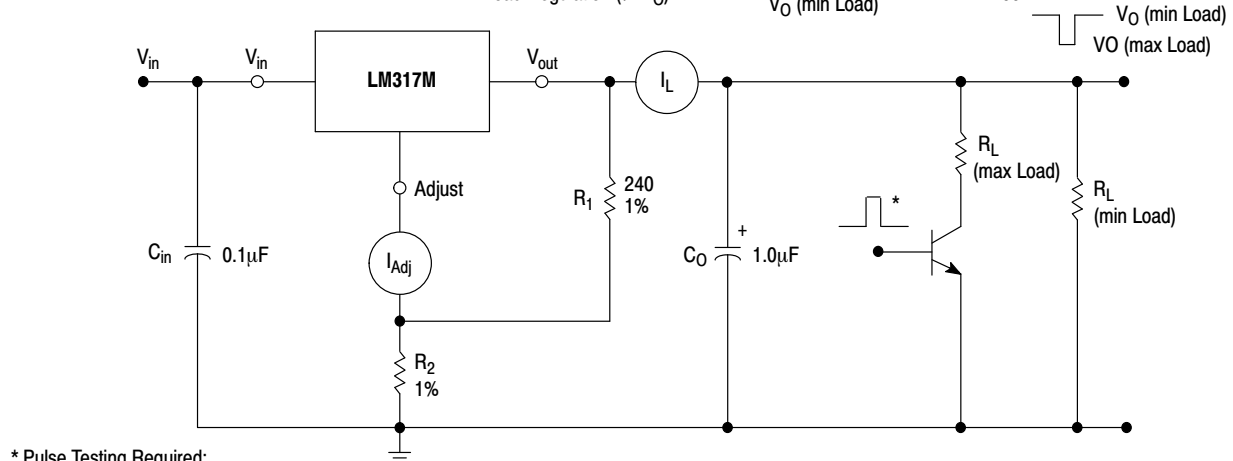 V_O (min Load)
V_O (min Load)
VO (max Load)
V_in
V_in
LM317M
V_out
I_L
Adjust
R_1
240
1%
R_L
(max Load)
R_L
(min Load)
*
C_in
0.1µF
I_Adj
C_O
+
1.0µF
R_2
1%
* Pulse Testing Required: